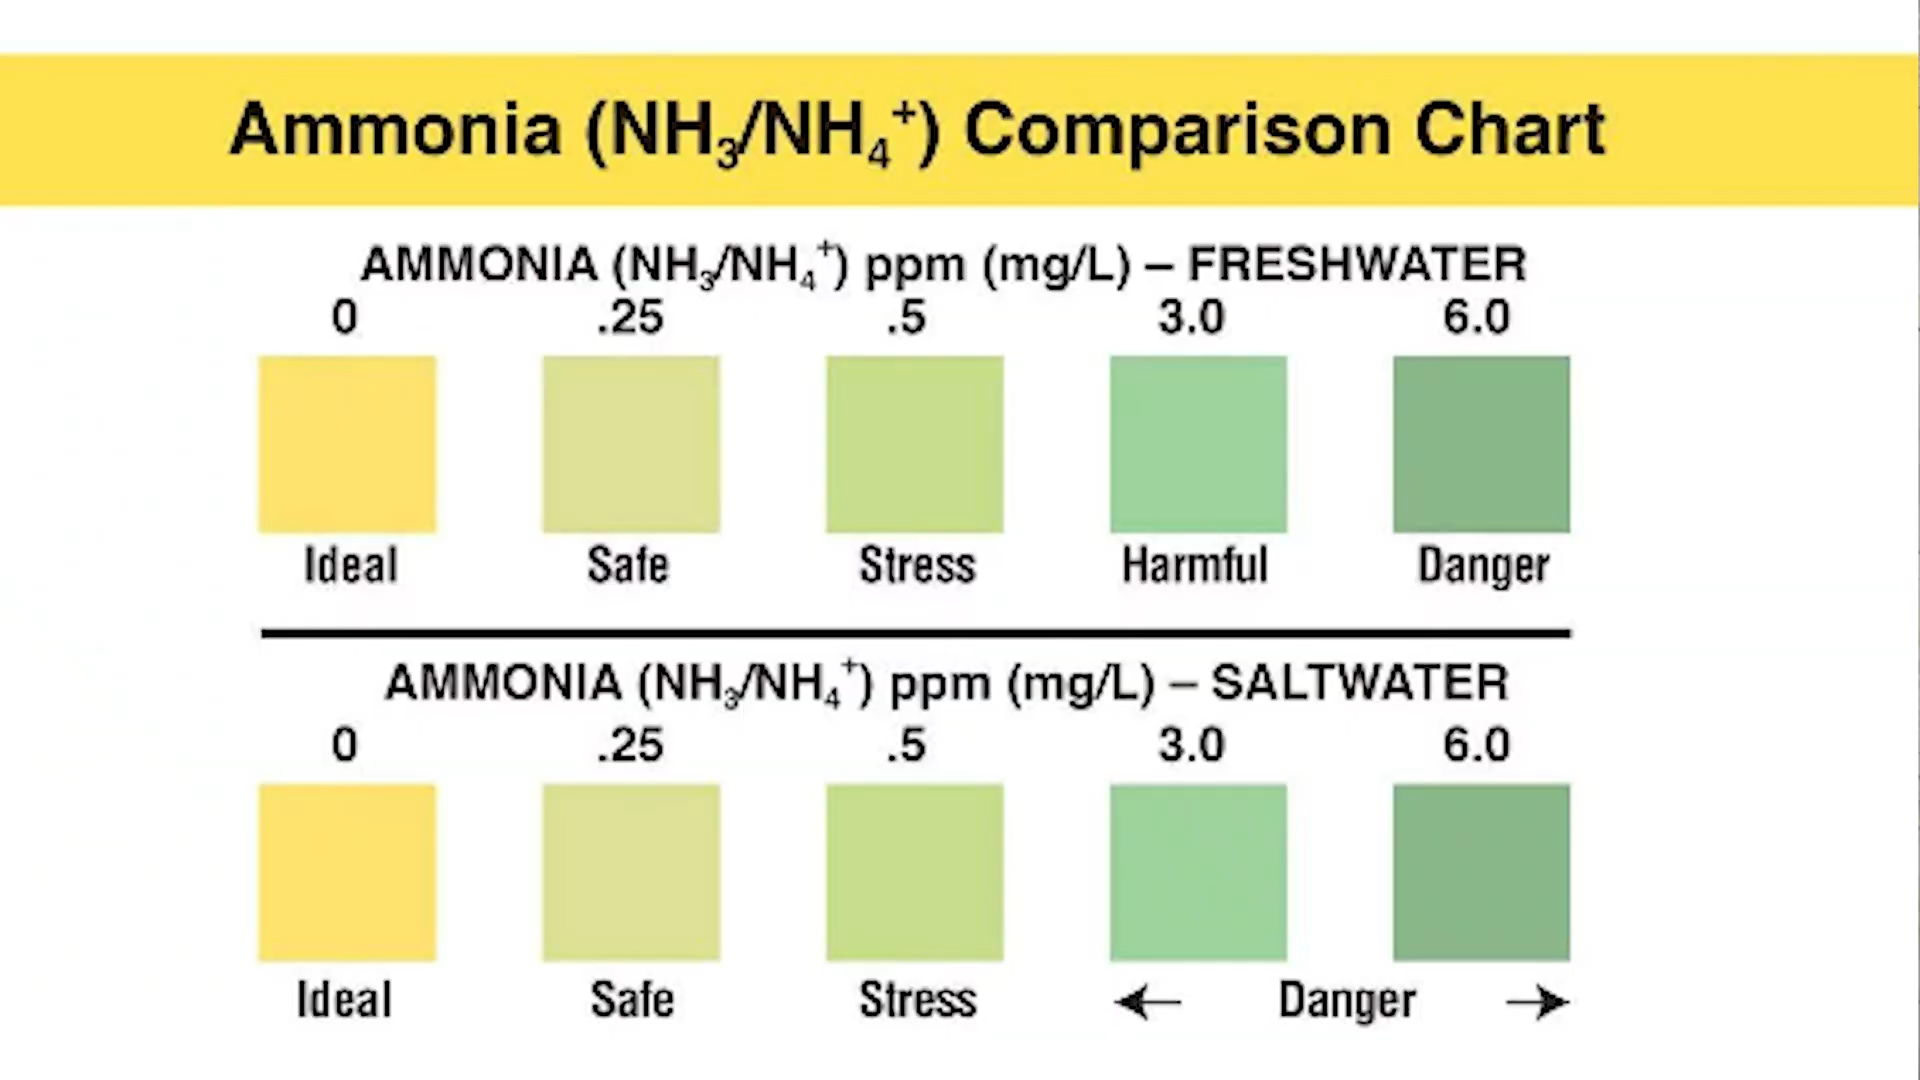 Ammonia (NH₃/NH₄⁺) Comparison Chart
AMMONIA (NH₃/NH₄⁺) ppm (mg/L) – FRESHWATER
0 .25 .5 3.0 6.0
Ideal Safe Stress Harmful Danger
AMMONIA (NH₃/NH₄⁺) ppm (mg/L) – SALTWATER
0 .25 .5 3.0 6.0
Ideal Safe Stress ← Danger →